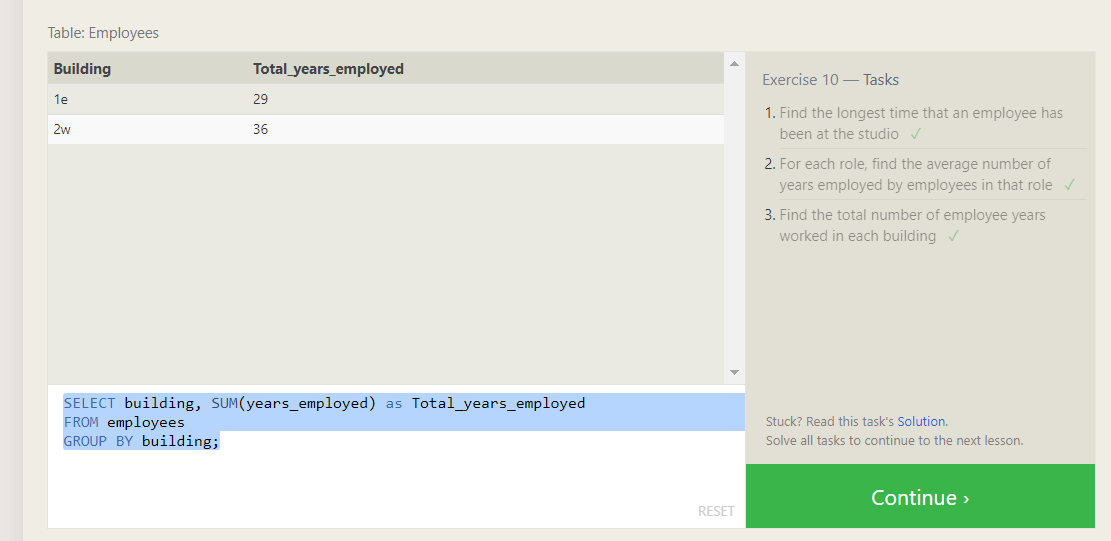 Table: Employees
Building Total_years_employed
1e 29
2w 36
SELECT building, SUM(years_employed) as Total_years_employed
FROM employees
GROUP BY building;
RESET
Exercise 10 — Tasks
1. Find the longest time that an employee has
been at the studio ✓
2. For each role, find the average number of
years employed by employees in that role ✓
3. Find the total number of employee years
worked in each building ✓
Stuck? Read this task's Solution.
Solve all tasks to continue to the next lesson.
Continue ›